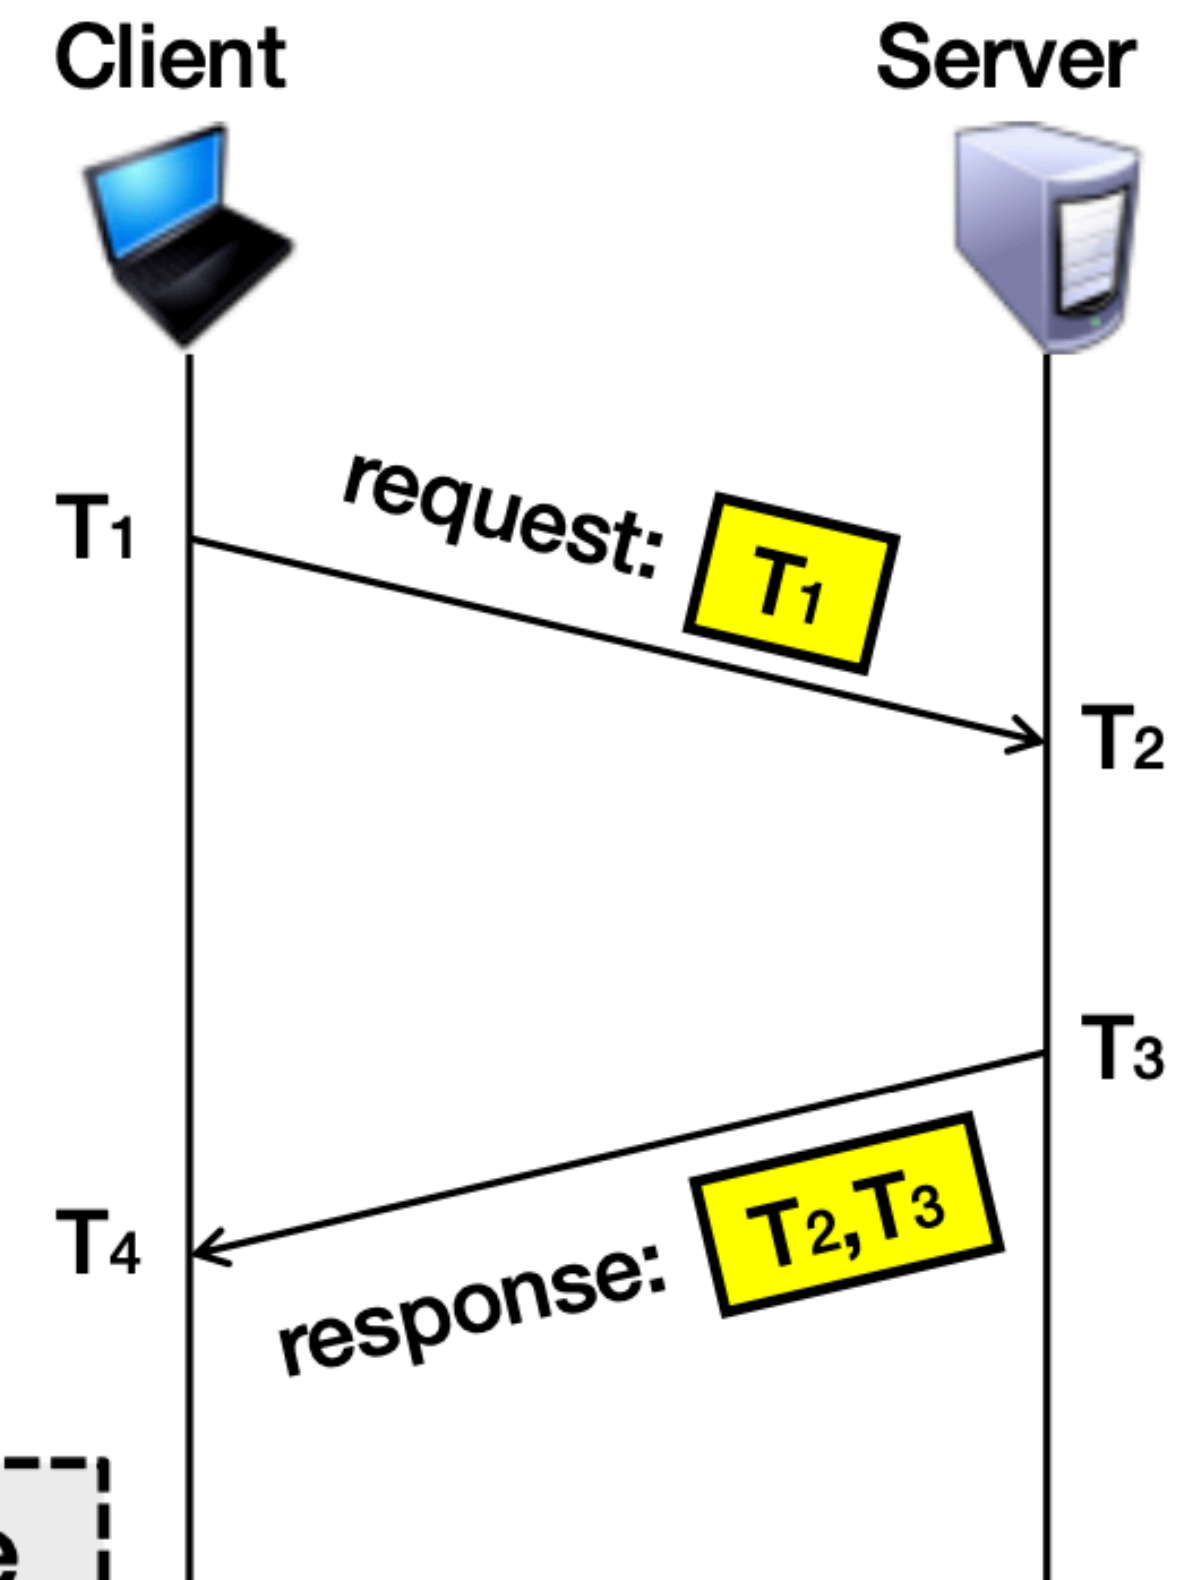 Client
Server
T1
request:
T1
T2
T3
T2,T3
T4
response:
e